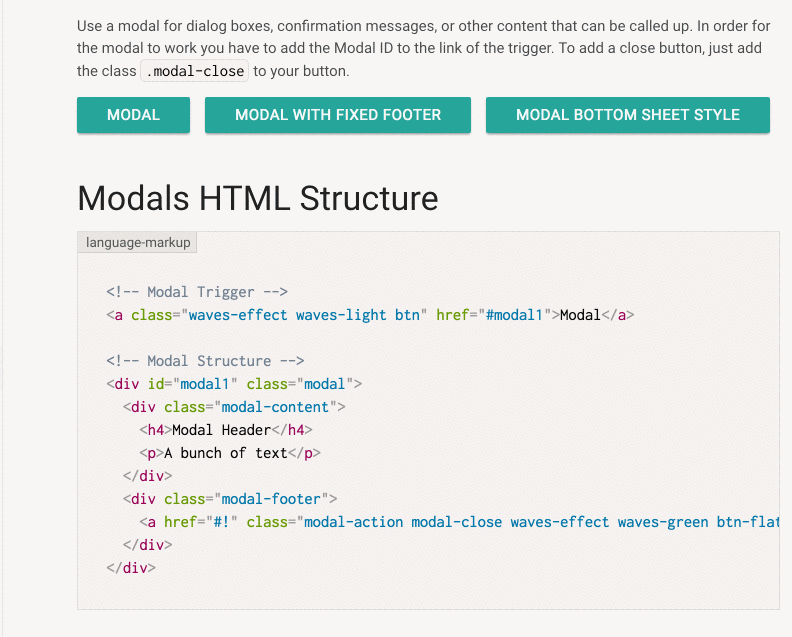 Use a modal for dialog boxes, confirmation messages, or other content that can be called up. In order for
the modal to work you have to add the Modal ID to the link of the trigger. To add a close button, just add
the class .modal-close to your button.
MODAL MODAL WITH FIXED FOOTER MODAL BOTTOM SHEET STYLE
Modals HTML Structure
language-markup
<!-- Modal Trigger -->
<a class="waves-effect waves-light btn" href="#modal1">Modal</a>
<!-- Modal Structure -->
<div id="modal1" class="modal">
  <div class="modal-content">
    <h4>Modal Header</h4>
    <p>A bunch of text</p>
  </div>
  <div class="modal-footer">
    <a href="#!" class="modal-action modal-close waves-effect waves-green btn-flat
  </div>
</div>